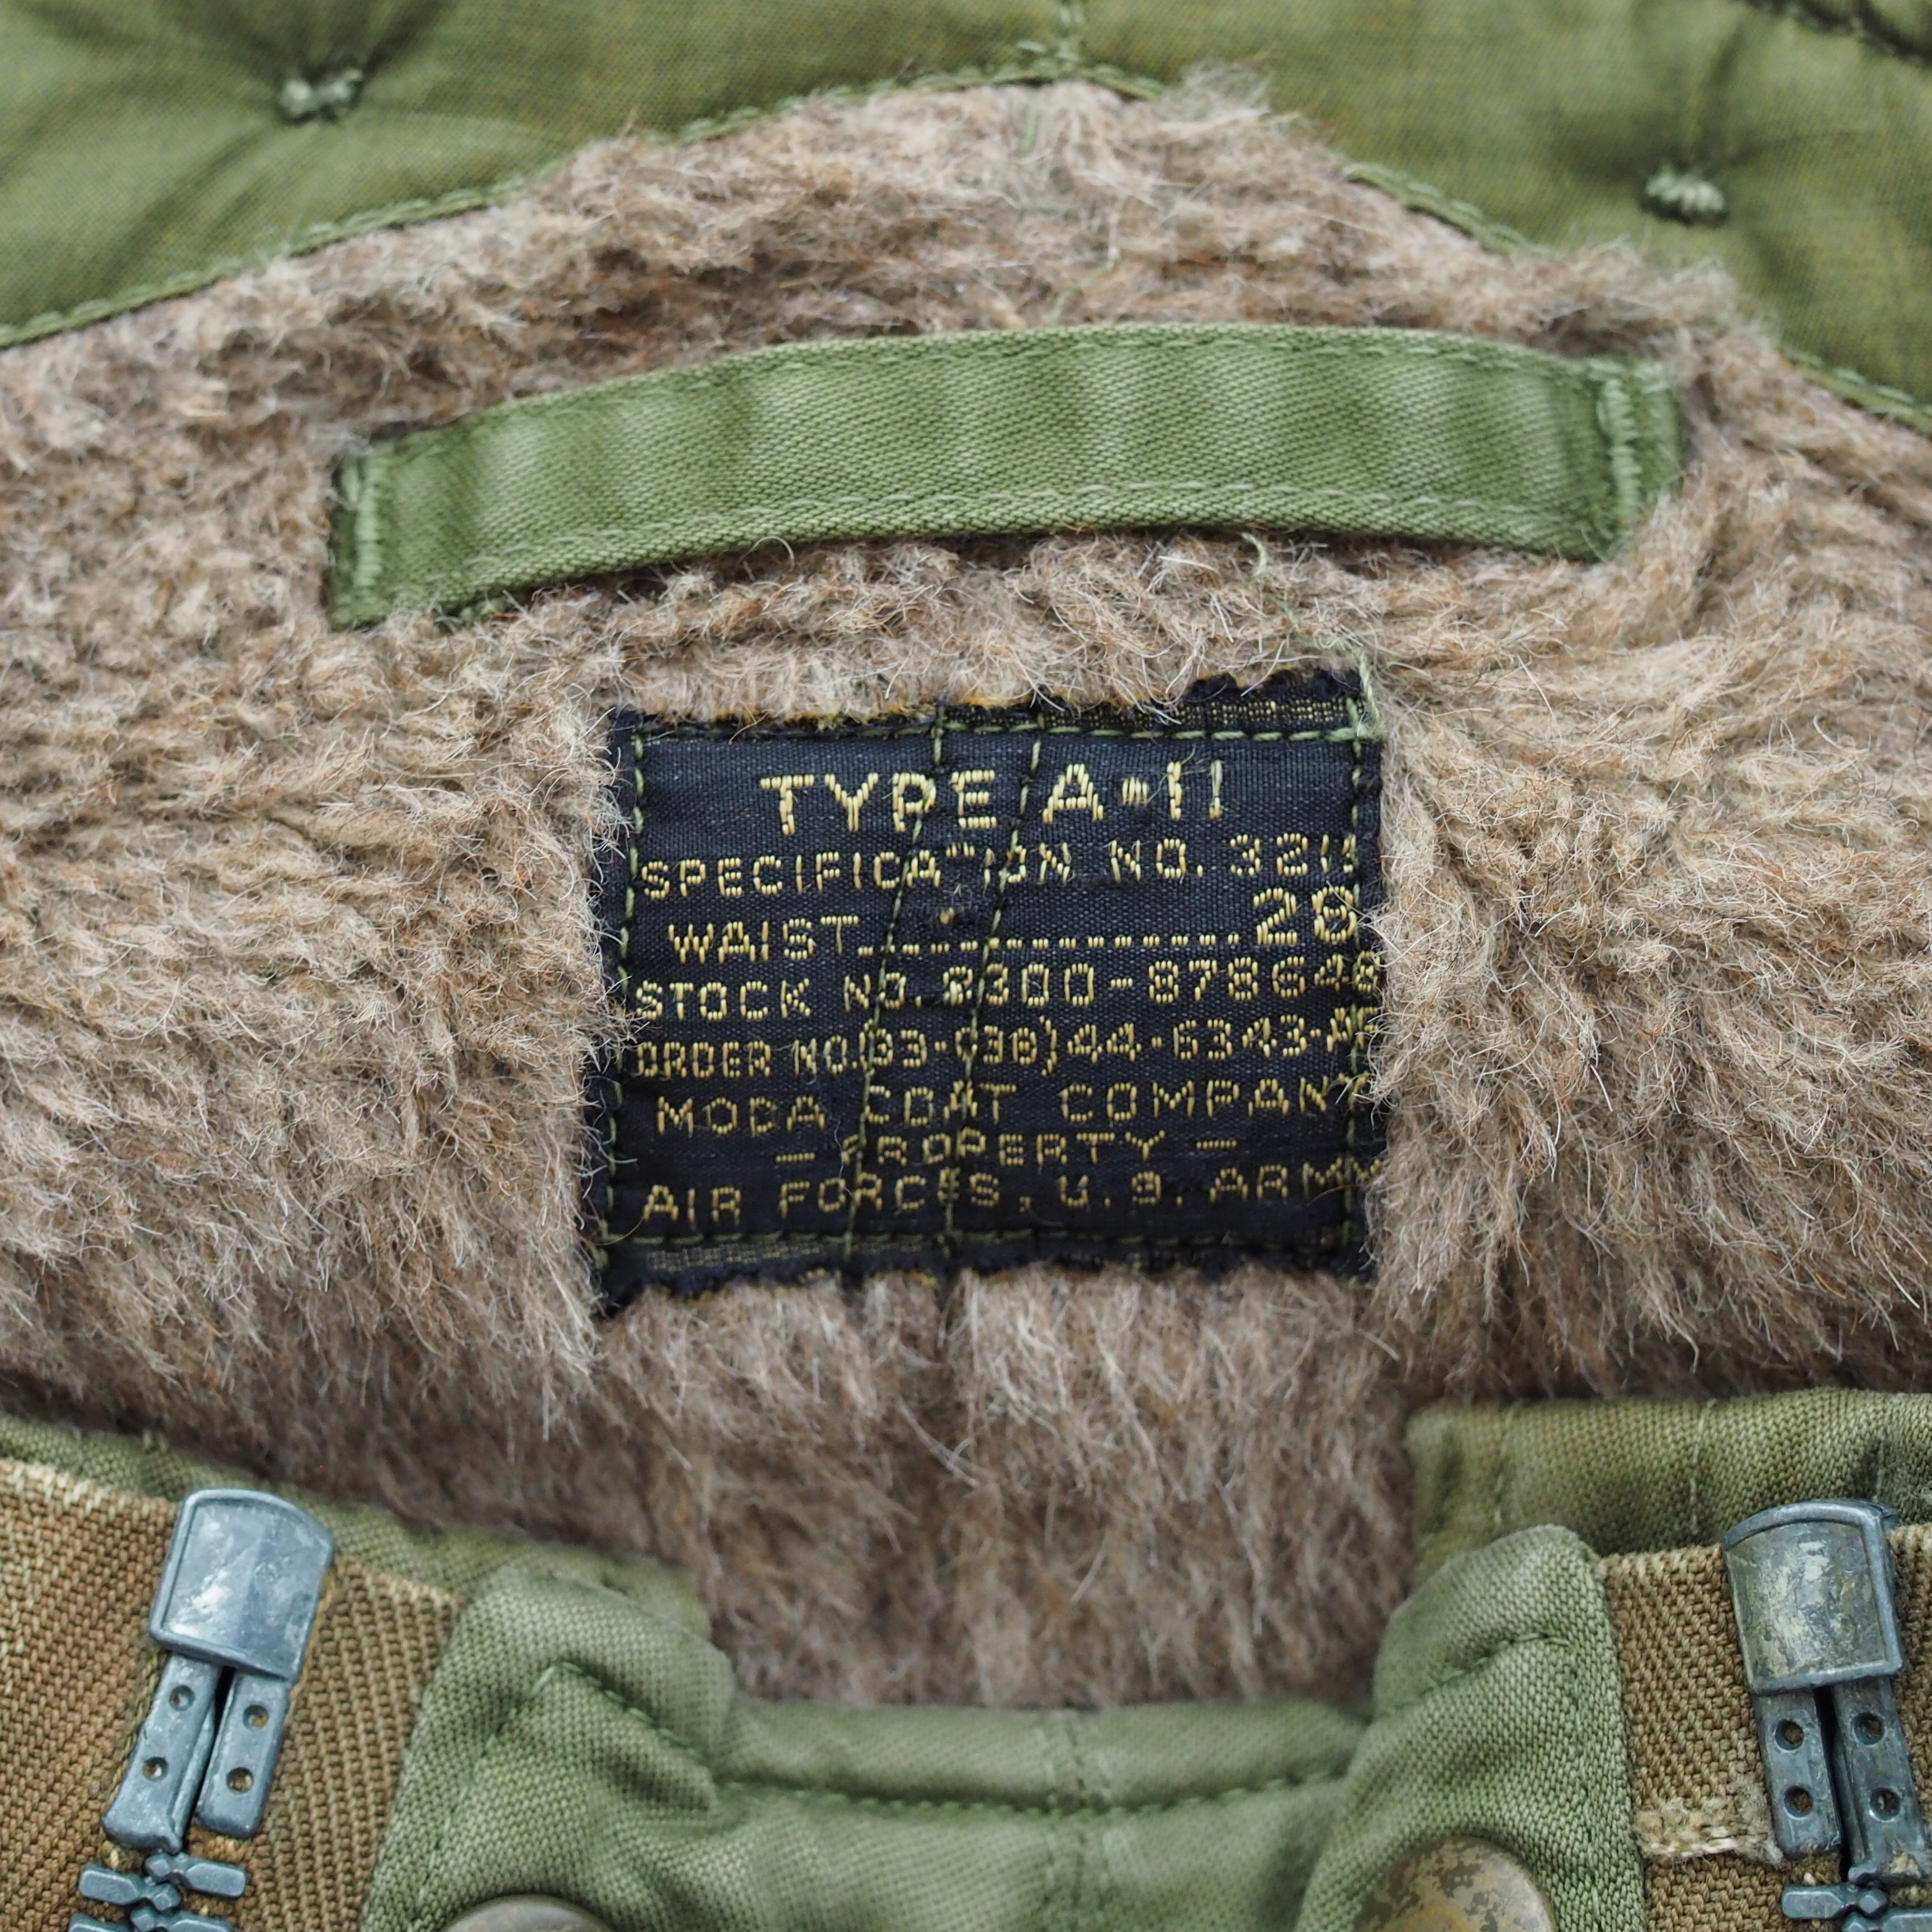 TYPE A-11
SPECIFICATION NO. 3211
WAIST................28
STOCK NO. 8300-878648
ORDER NO.(33-038)44-6343-AF
MODA COAT COMPANY
— PROPERTY —
AIR FORCES, U.S. ARMY